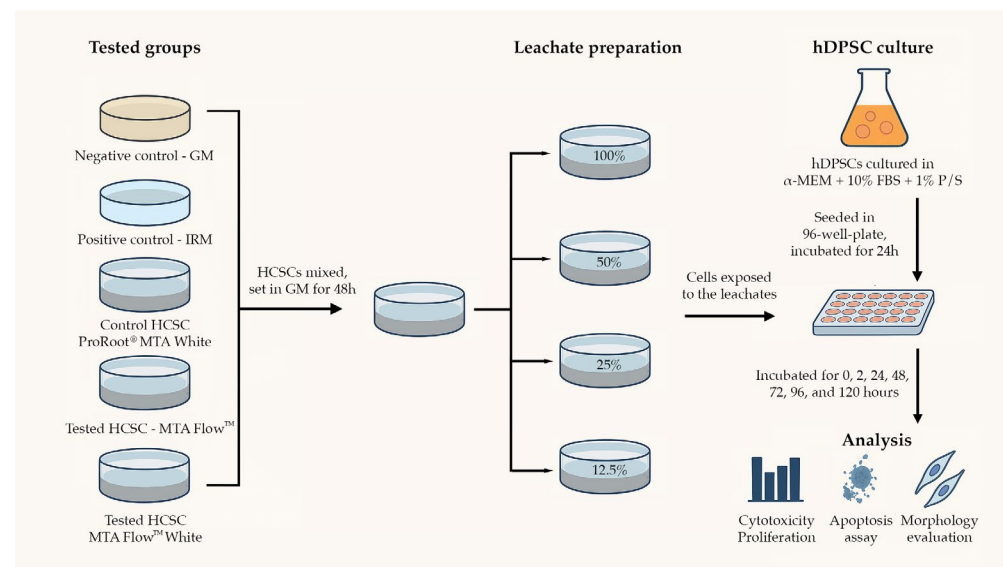 Tested groups
Negative control - GM
Positive control - IRM
Control HCSC
ProRoot® MTA White
Tested HCSC - MTA Flow™
Tested HCSC
MTA Flow™ White
HCSCs mixed,
set in GM for 48h
Leachate preparation
100%
50%
25%
12.5%
Cells exposed
to the leachates
hDPSC culture
hDPSCs cultured in
α-MEM + 10% FBS + 1% P/S
Seeded in
96-well-plate,
incubated for 24h
Incubated for 0, 2, 24, 48,
72, 96, and 120 hours
Analysis
Cytotoxicity
Proliferation
Apoptosis
assay
Morphology
evaluation